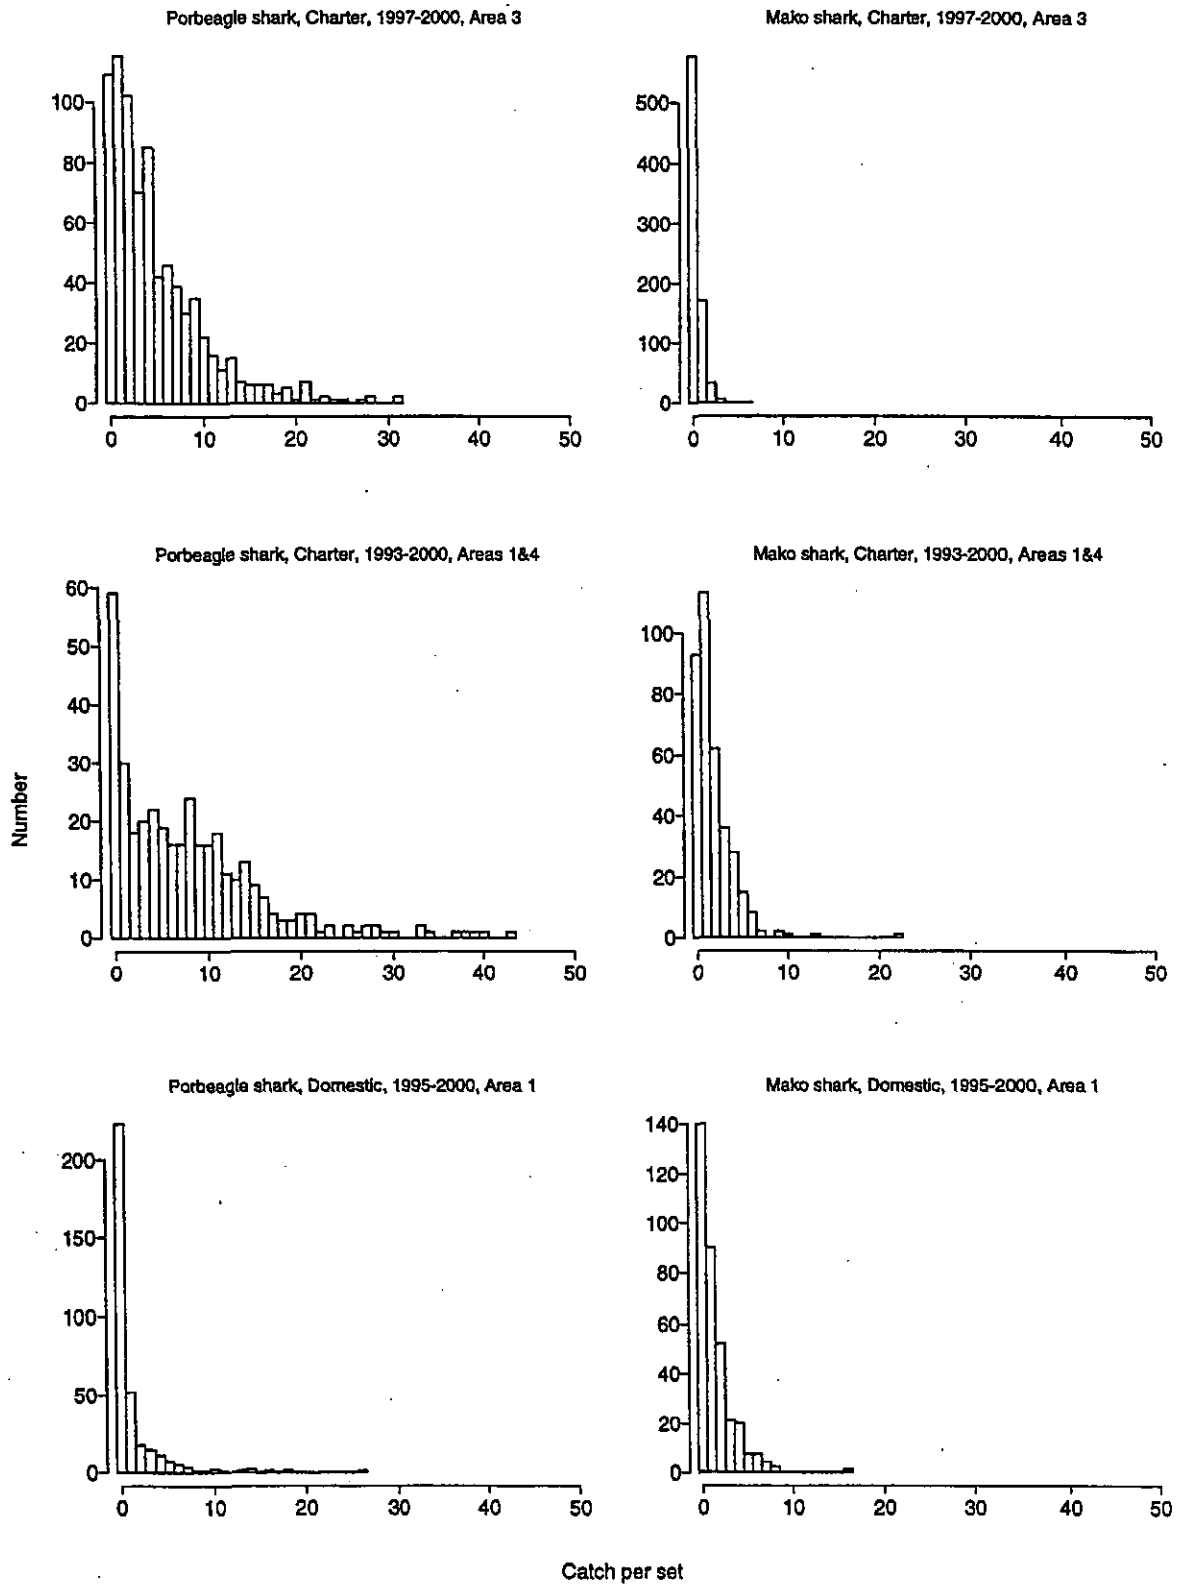 Porbeagle shark, Charter, 1997-2000, Area 3
100
80
60
40
20
0
0 10 20 30 40 50
Mako shark, Charter, 1997-2000, Area 3
500
400
300
200
100
0
0 10 20 30 40 50
Porbeagle shark, Charter, 1993-2000, Areas 1&4
60
50
40
30
20
10
0
0 10 20 30 40 50
Mako shark, Charter, 1993-2000, Areas 1&4
100
80
60
40
20
0
0 10 20 30 40 50
Number
Porbeagle shark, Domestic, 1995-2000, Area 1
200
150
100
50
0
0 10 20 30 40 50
Mako shark, Domestic, 1995-2000, Area 1
140
120
100
80
60
40
20
0
0 10 20 30 40 50
Catch per set